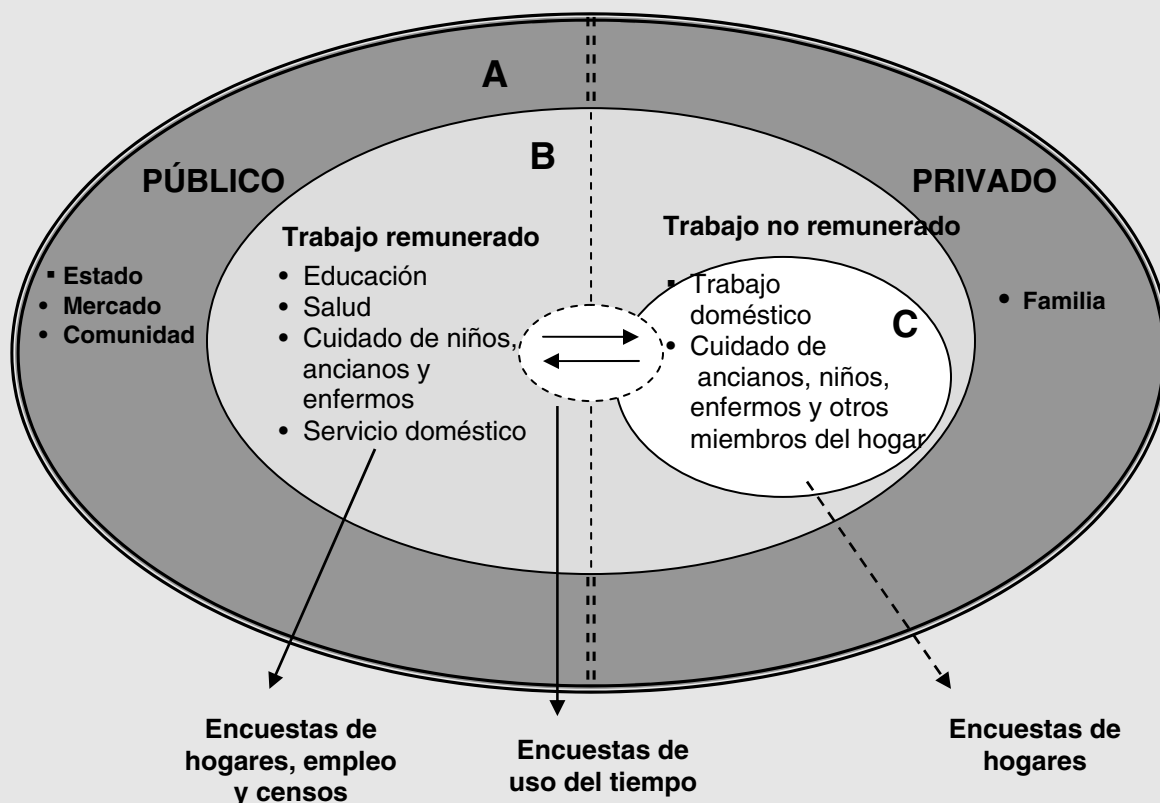 A
B
PÚBLICO
PRIVADO
Trabajo remunerado
• Educación
• Salud
• Cuidado de niños,
ancianos y
enfermos
• Servicio doméstico
▪ Estado
• Mercado
• Comunidad
Trabajo no remunerado
▪ Trabajo
doméstico
• Cuidado de
ancianos, niños,
enfermos y otros
miembros del hogar
C
• Familia
Encuestas de
hogares, empleo
y censos
Encuestas de
uso del tiempo
Encuestas de
hogares